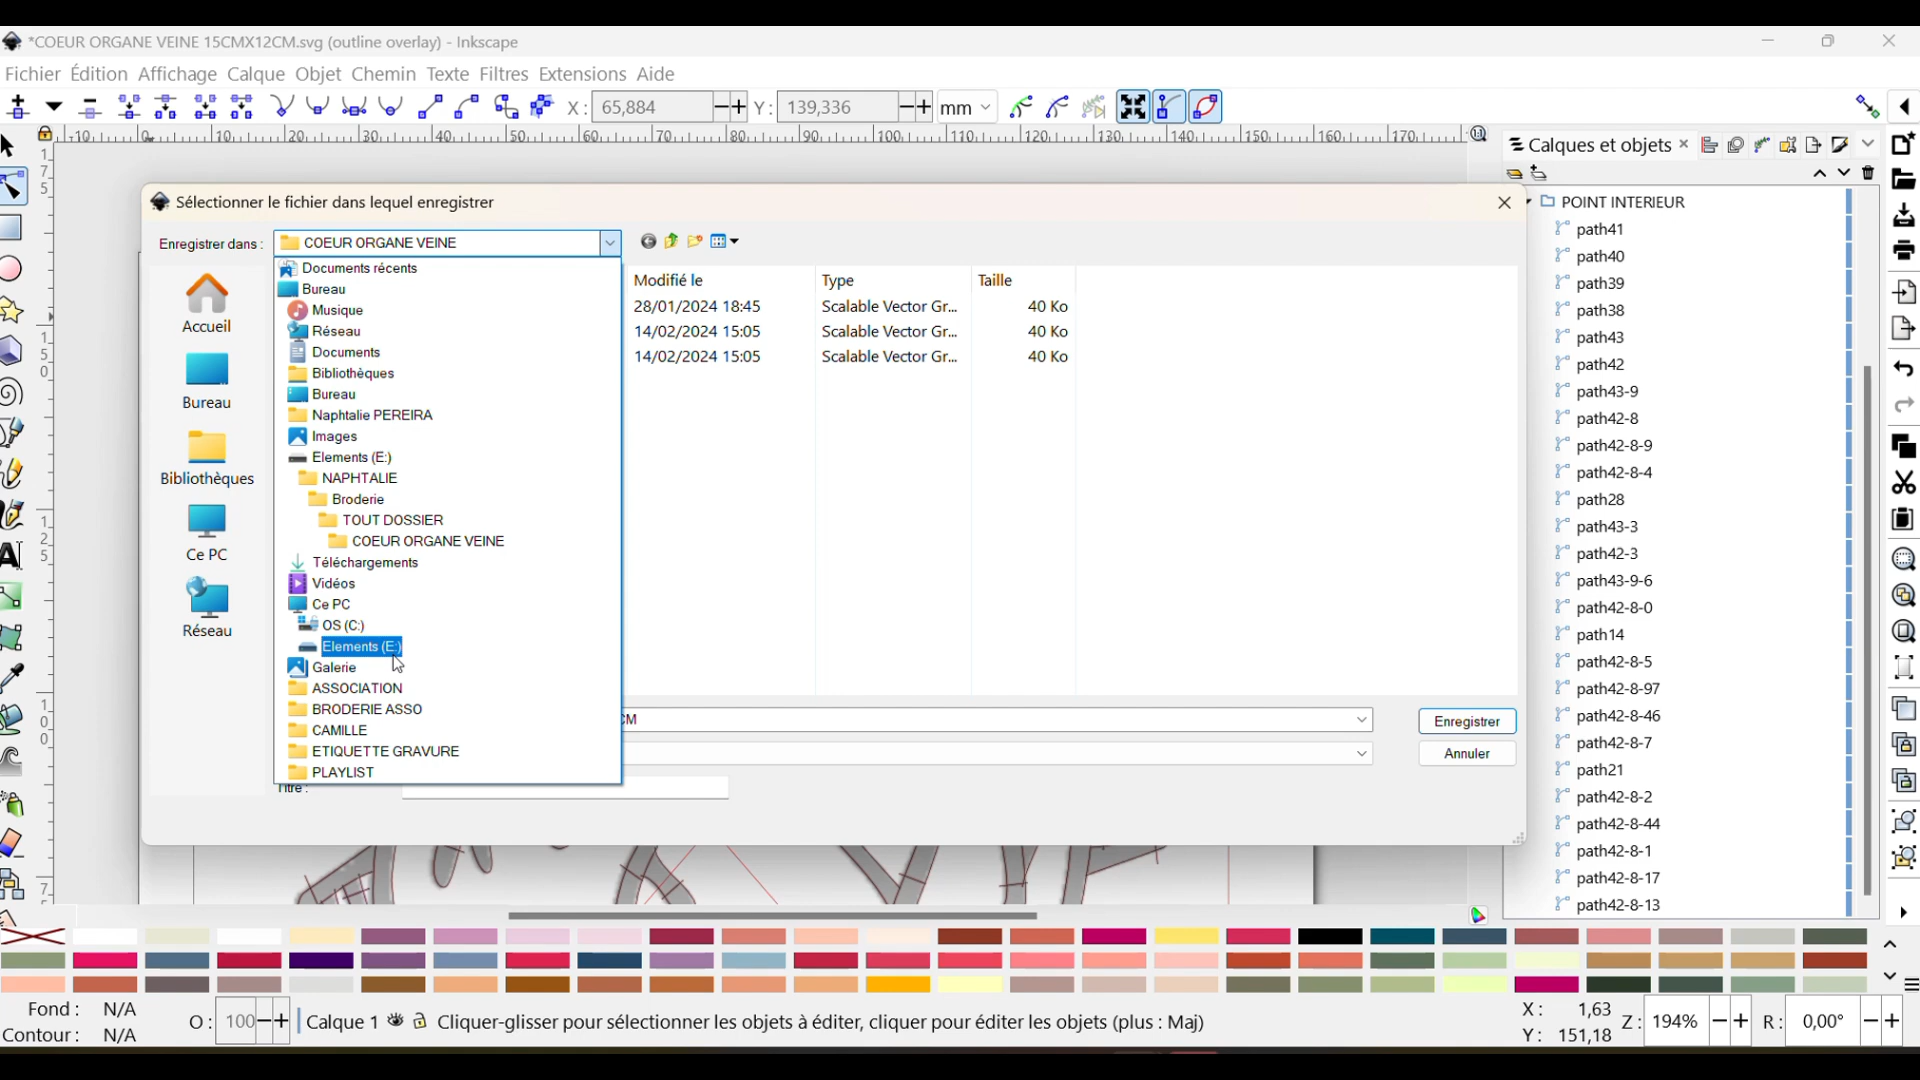 *COEUR ORGANE VEINE 15CMX12CM.svg (outline overlay) - Inkscape
Fichier Édition Affichage Calque Objet Chemin Texte Filtres Extensions Aide
X : 65,884 Y : 139,336 mm
Calques et objets
Sélectionner le fichier dans lequel enregistrer
Enregistrer dans : COEUR ORGANE VEINE
Accueil
Bureau
Bibliothèques
Ce PC
Réseau
Documents récents
Bureau
Musique
Réseau
Documents
Bibliothèques
Bureau
Naphtalie PEREIRA
Images
Elements (E:)
NAPHTALIE
Broderie
TOUT DOSSIER
COEUR ORGANE VEINE
Téléchargements
Vidéos
Ce PC
OS (C:)
Elements (E:)
Galerie
ASSOCIATION
BRODERIE ASSO
CAMILLE
ETIQUETTE GRAVURE
PLAYLIST
Titre :
Modifié le Type Taille
28/01/2024 18:45 Scalable Vector Gr... 40 Ko
14/02/2024 15:05 Scalable Vector Gr... 40 Ko
14/02/2024 15:05 Scalable Vector Gr... 40 Ko
Enregistrer
Annuler
POINT INTERIEUR
path41
path40
path39
path38
path43
path42
path43-9
path42-8
path42-8-9
path42-8-4
path28
path43-3
path42-3
path43-9-6
path42-8-0
path14
path42-8-5
path42-8-97
path42-8-46
path42-8-7
path21
path42-8-2
path42-8-44
path42-8-1
path42-8-17
path42-8-13
Fond : N/A
Contour : N/A
O : 100
Calque 1 Cliquer-glisser pour sélectionner les objets à éditer, cliquer pour éditer les objets (plus : Maj)
X : 1,63
Y : 151,18
Z : 194% R : 0,00°